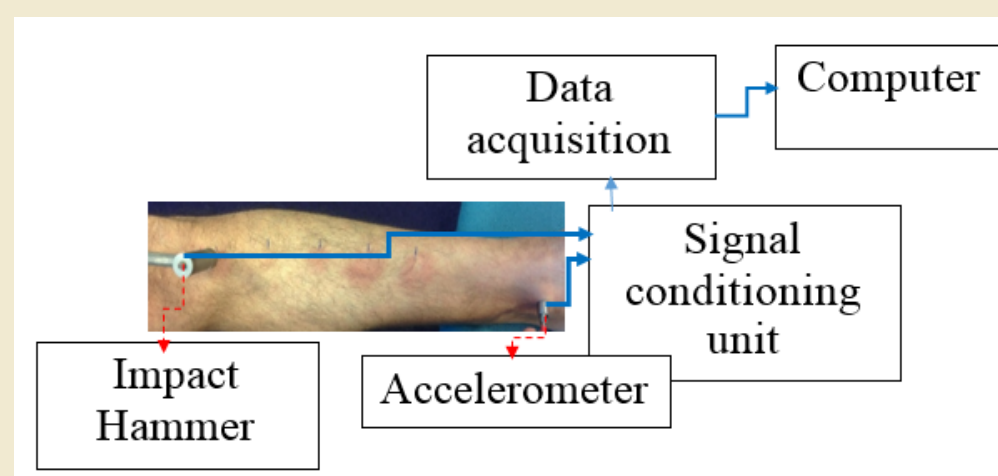 Data
acquisition
Computer
Signal
conditioning
unit
Impact
Hammer
Accelerometer